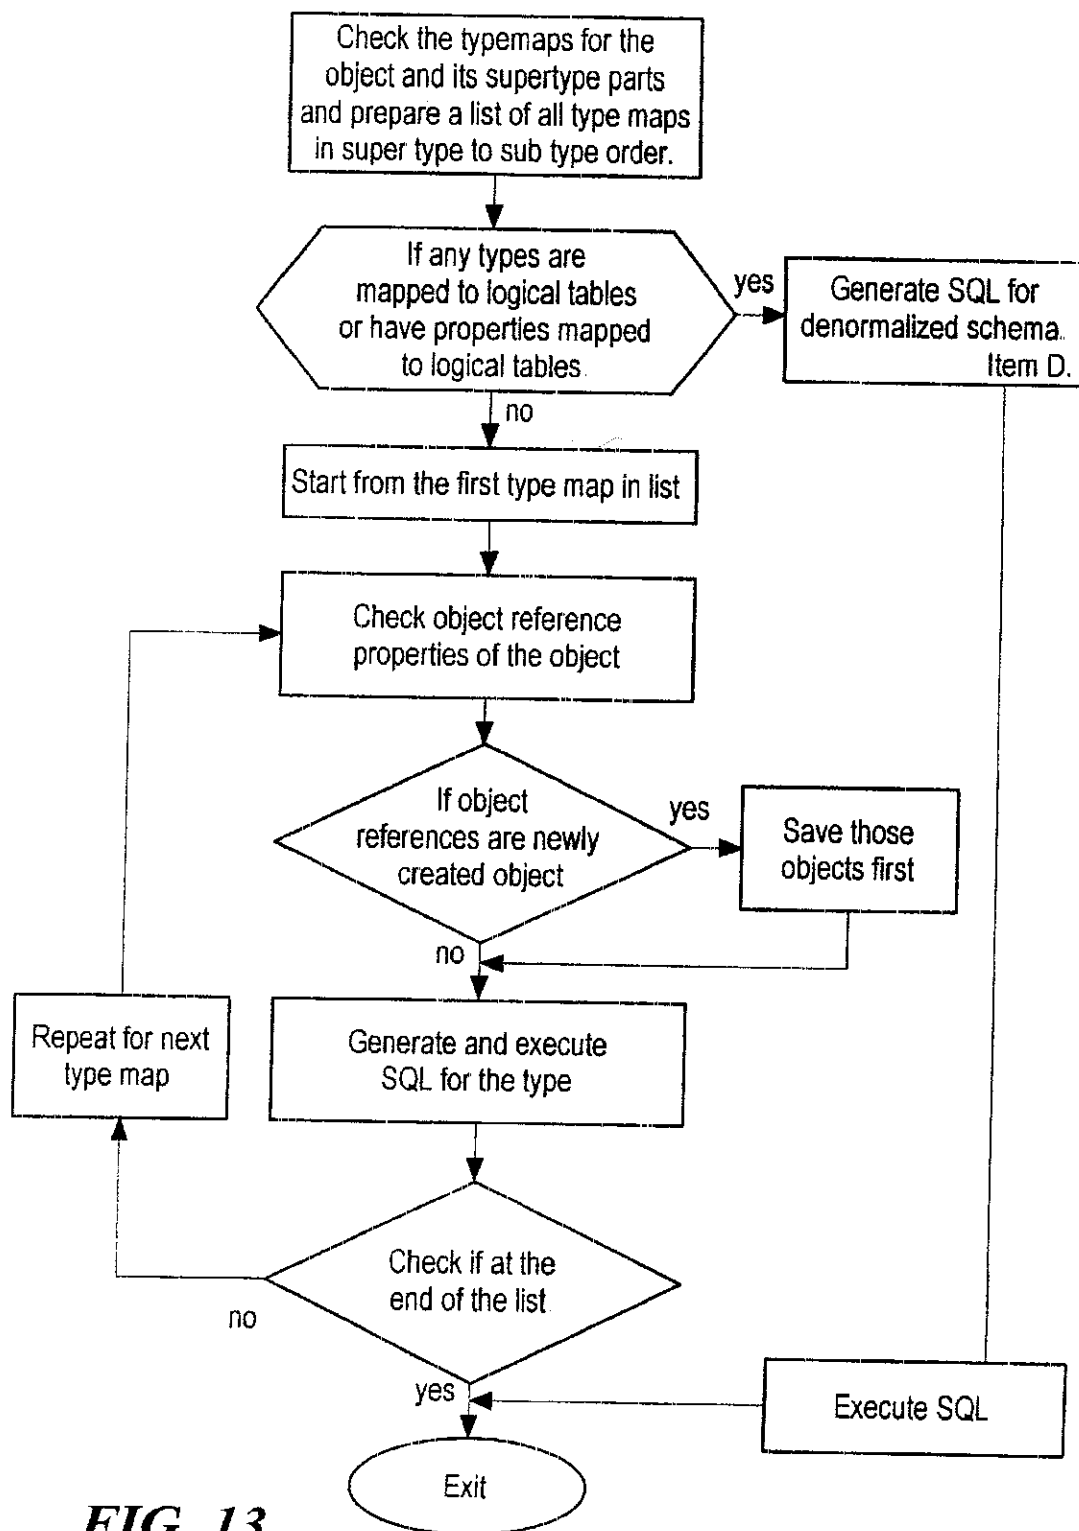 Check the typemaps for the
object and its supertype parts
and prepare a list of all type maps
in super type to sub type order.
If any types are
mapped to logical tables
or have properties mapped
to logical tables
yes
Generate SQL for
denormalized schema.
Item D.
no
Start from the first type map in list
Check object reference
properties of the object
If object
references are newly
created object
yes
Save those
objects first
no
Repeat for next
type map
Generate and execute
SQL for the type
Check if at the
end of the list
no
yes
Execute SQL
Exit
FIG. 13